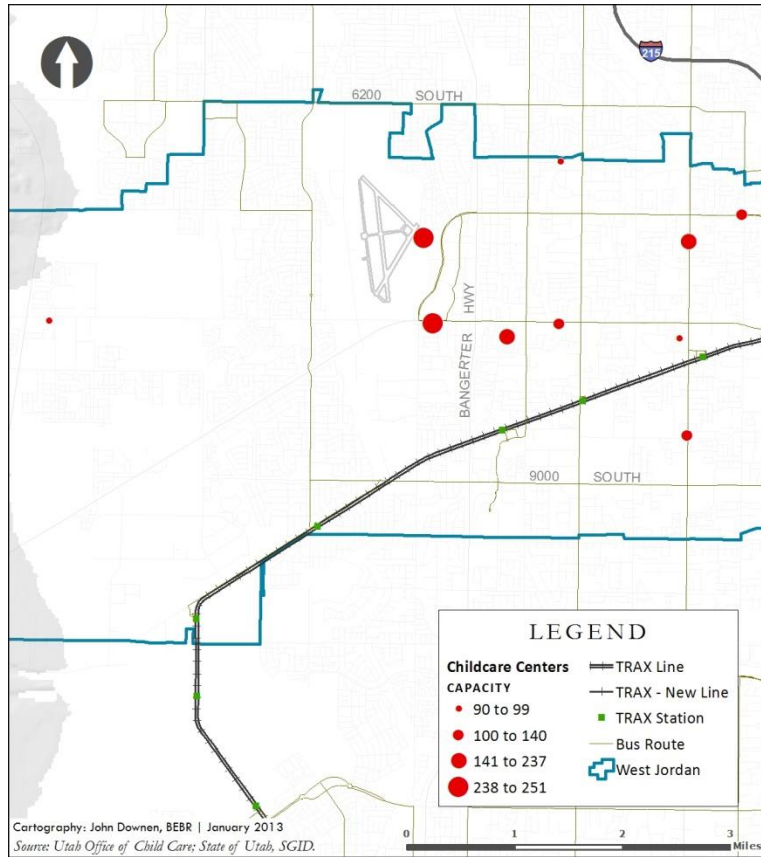 215
6200 SOUTH
BANGERTER HWY
9000 SOUTH
LEGEND
Childcare Centers
CAPACITY
90 to 99
100 to 140
141 to 237
238 to 251
TRAX Line
TRAX - New Line
TRAX Station
Bus Route
West Jordan
Cartography: John Downen, BEBR | January 2013
Source: Utah Office of Child Care; State of Utah, SGID.
0 1 2 3
Miles